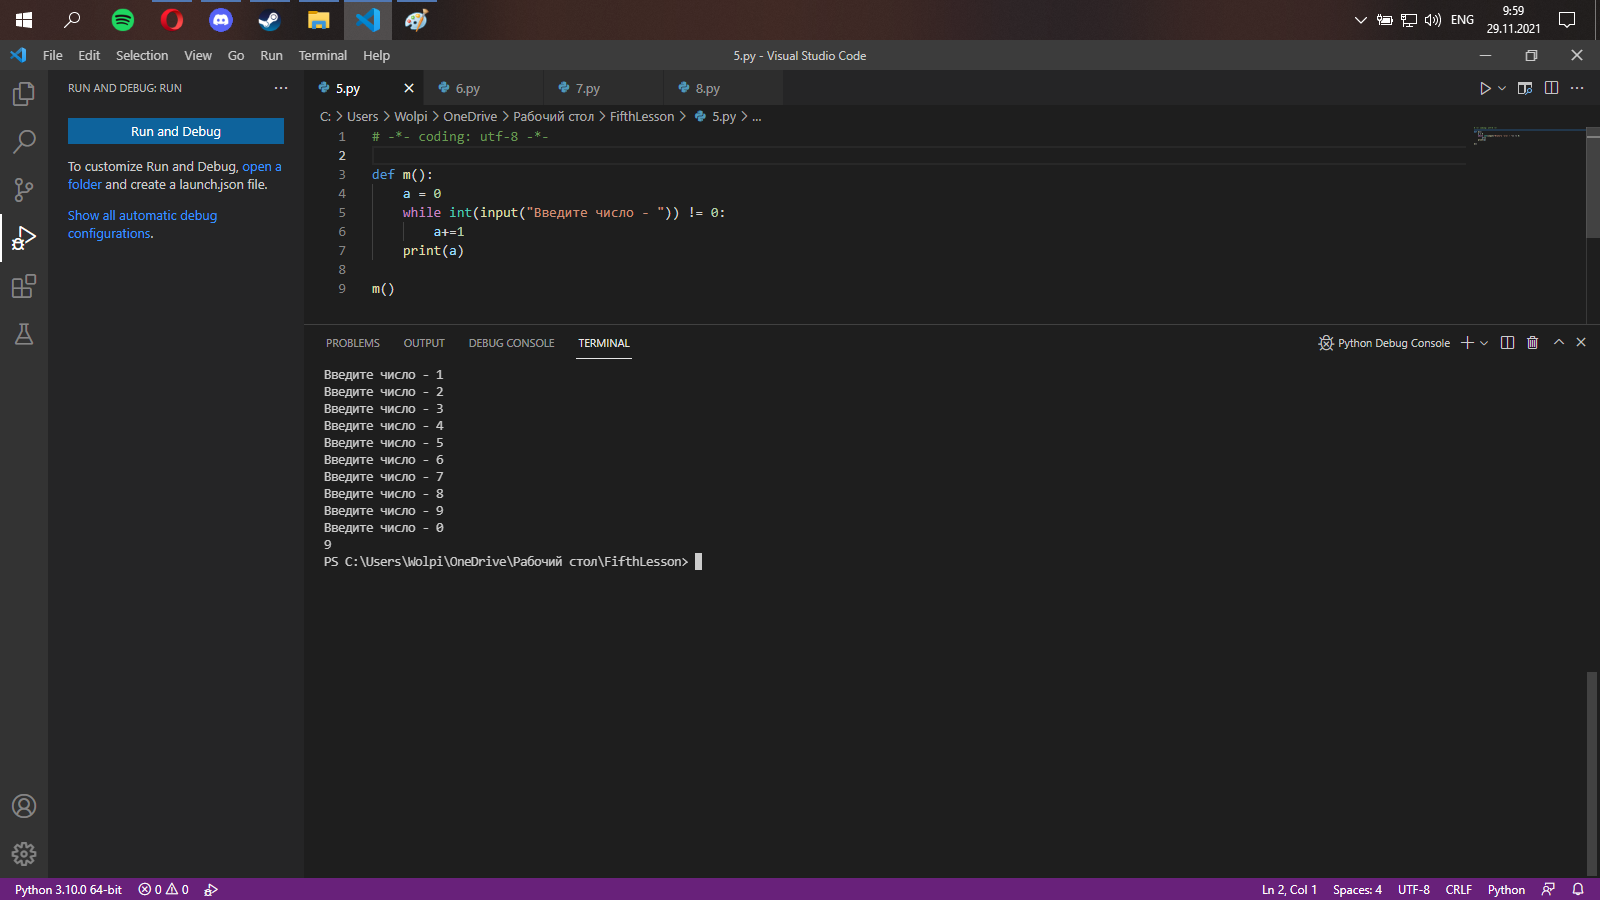 ENG
9:59
29.11.2021
File Edit Selection View Go Run Terminal Help
5.py - Visual Studio Code
RUN AND DEBUG: RUN
Run and Debug
To customize Run and Debug, open a
folder and create a launch.json file.
Show all automatic debug
configurations.
5.py 6.py 7.py 8.py
C: > Users > Wolpi > OneDrive > Рабочий стол > FifthLesson > 5.py > ...
1 # -*- coding: utf-8 -*-
2
3 def m():
4     a = 0
5     while int(input("Введите число - ")) != 0:
6         a+=1
7     print(a)
8
9 m()
PROBLEMS OUTPUT DEBUG CONSOLE TERMINAL
Python Debug Console
Введите число - 1
Введите число - 2
Введите число - 3
Введите число - 4
Введите число - 5
Введите число - 6
Введите число - 7
Введите число - 8
Введите число - 9
Введите число - 0
9
PS C:\Users\Wolpi\OneDrive\Рабочий стол\FifthLesson>
Python 3.10.0 64-bit 0 0
Ln 2, Col 1 Spaces: 4 UTF-8 CRLF Python